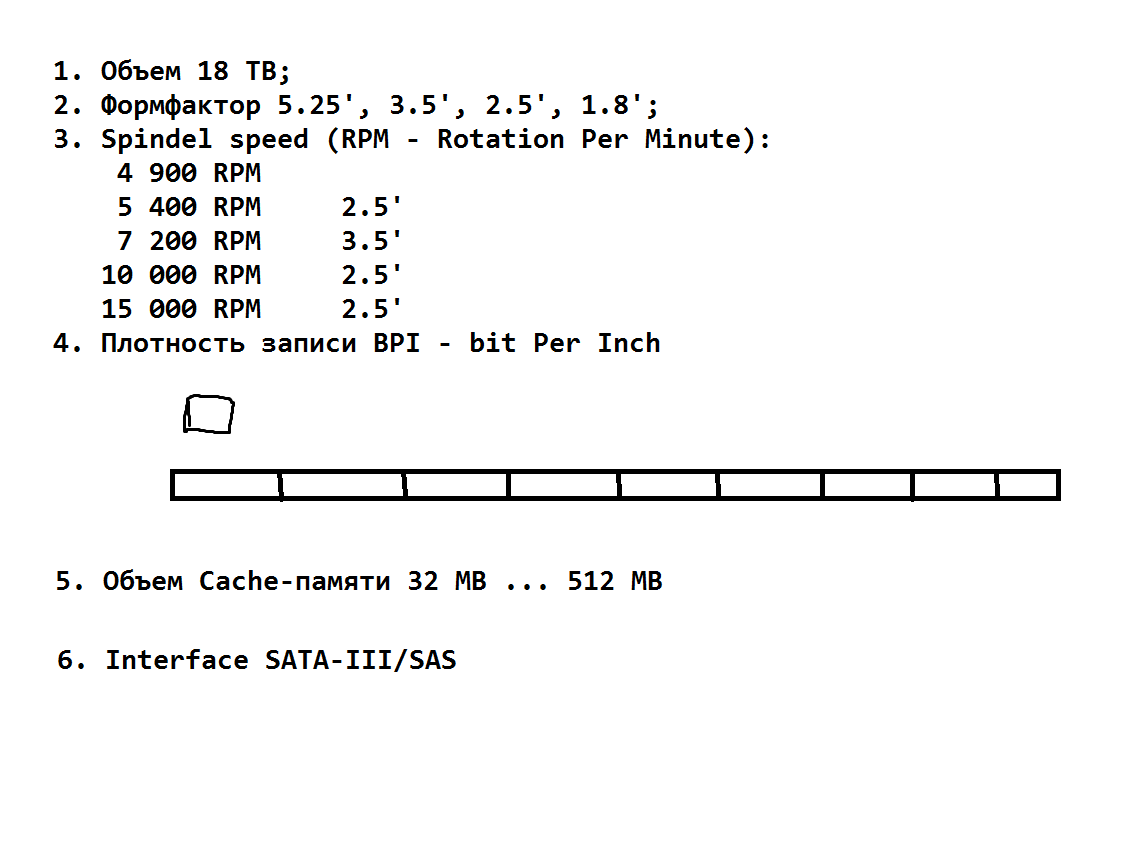 1. Объем 18 ТВ;
2. Формфактор 5.25', 3.5', 2.5', 1.8';
3. Spindel speed (RPM - Rotation Per Minute):
4 900 RPM
5 400 RPM 2.5'
7 200 RPM 3.5'
10 000 RPM 2.5'
15 000 RPM 2.5'
4. Плотность записи BPI - bit Per Inch
5. Объем Cache-памяти 32 MB ... 512 MB
6. Interface SATA-III/SAS